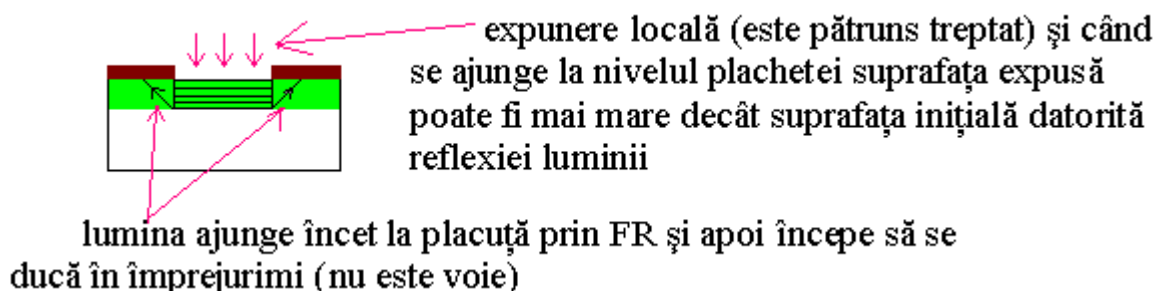 expunere locală (este pătruns treptat) şi când
se ajunge la nivelul plachetei suprafaţa expusă
poate fi mai mare decât suprafaţa iniţială datorită
reflexiei luminii
lumina ajunge încet la placuţă prin FR şi apoi începe să se
ducă în împrejurimi (nu este voie)